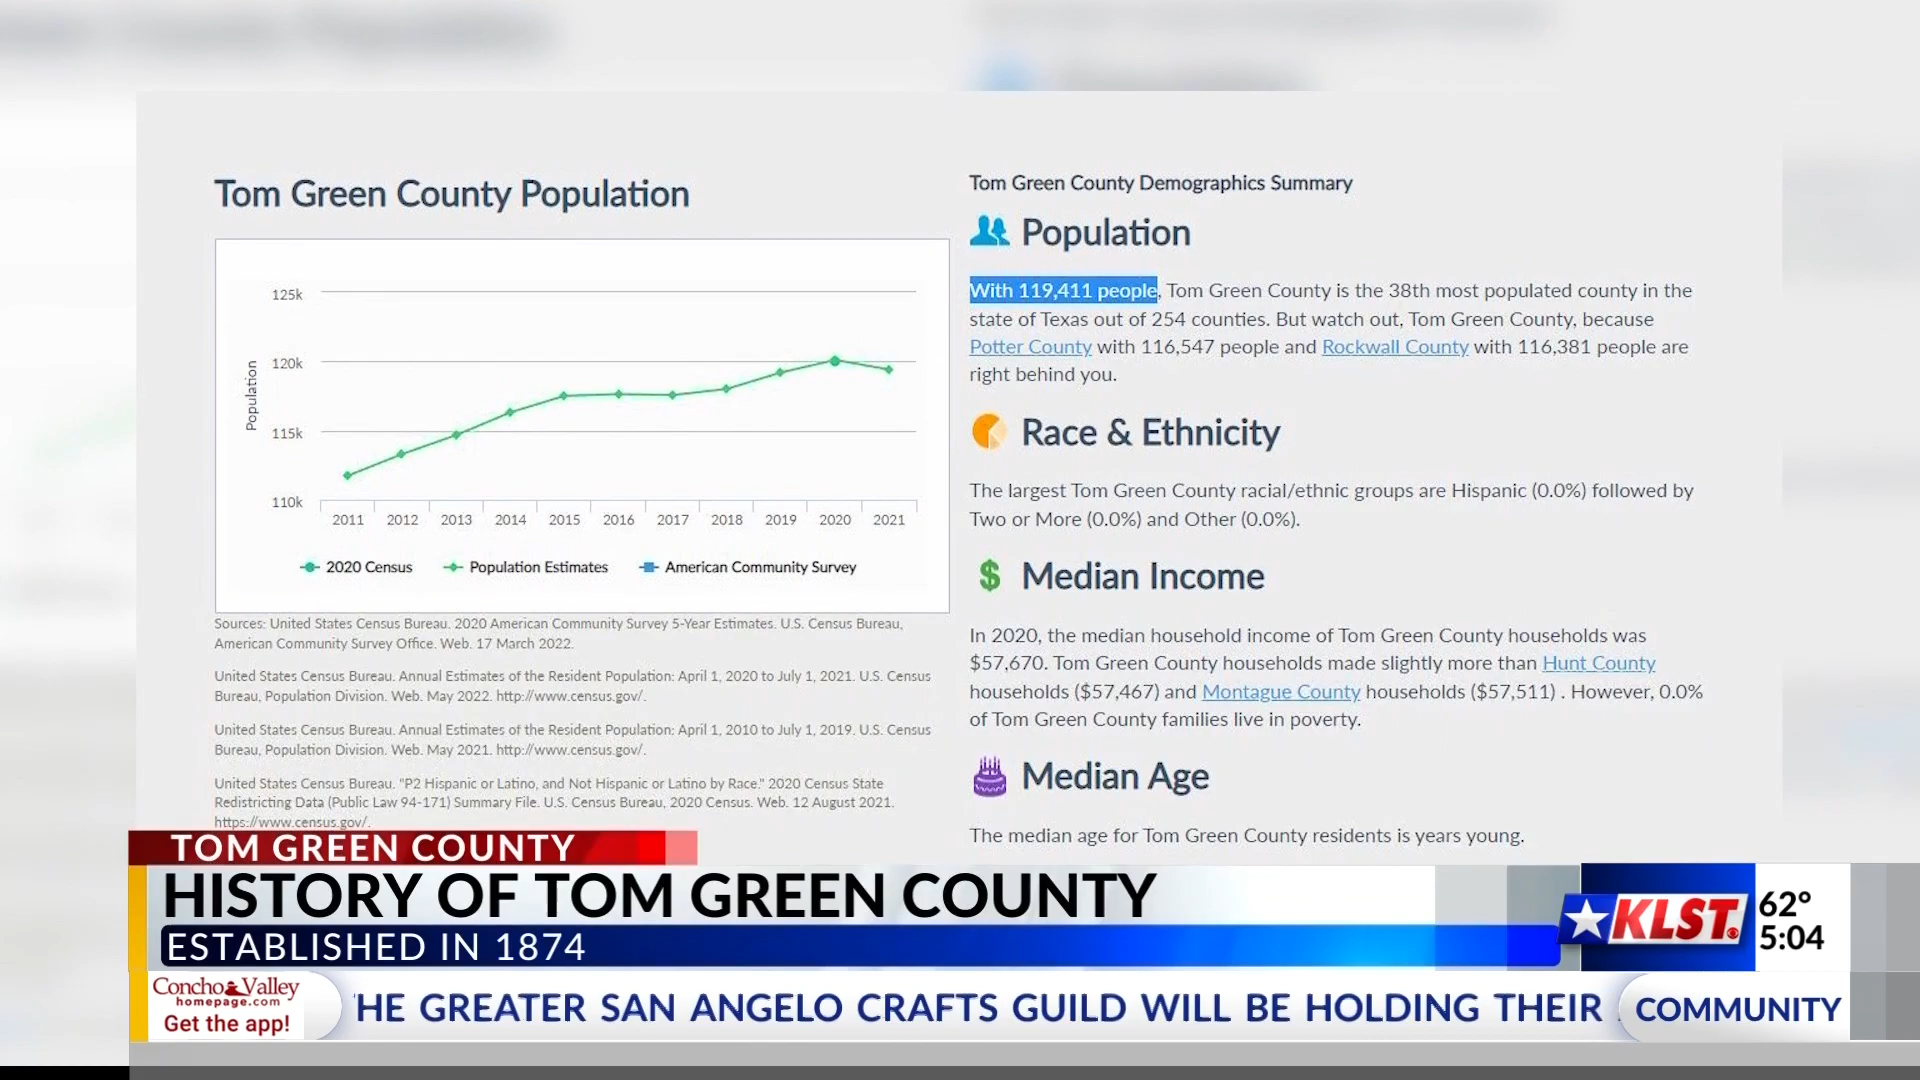 Tom Green County Population
125k
120k
115k
110k
Population
2011 2012 2013 2014 2015 2016 2017 2018 2019 2020 2021
2020 Census Population Estimates American Community Survey
Sources: United States Census Bureau. 2020 American Community Survey 5-Year Estimates. U.S. Census Bureau,
American Community Survey Office. Web. 17 March 2022.
United States Census Bureau. Annual Estimates of the Resident Population: April 1, 2020 to July 1, 2021. U.S. Census
Bureau, Population Division. Web. May 2022. http://www.census.gov/.
United States Census Bureau. Annual Estimates of the Resident Population: April 1, 2010 to July 1, 2019. U.S. Census
Bureau, Population Division. Web. May 2021. http://www.census.gov/.
United States Census Bureau. "P2 Hispanic or Latino, and Not Hispanic or Latino by Race." 2020 Census State
Redistricting Data (Public Law 94-171) Summary File. U.S. Census Bureau, 2020 Census. Web. 12 August 2021.
https://www.census.gov/.
Tom Green County Demographics Summary
Population
With 119,411 people, Tom Green County is the 38th most populated county in the
state of Texas out of 254 counties. But watch out, Tom Green County, because
Potter County with 116,547 people and Rockwall County with 116,381 people are
right behind you.
Race & Ethnicity
The largest Tom Green County racial/ethnic groups are Hispanic (0.0%) followed by
Two or More (0.0%) and Other (0.0%).
$ Median Income
In 2020, the median household income of Tom Green County households was
$57,670. Tom Green County households made slightly more than Hunt County
households ($57,467) and Montague County households ($57,511) . However, 0.0%
of Tom Green County families live in poverty.
Median Age
The median age for Tom Green County residents is years young.
TOM GREEN COUNTY
HISTORY OF TOM GREEN COUNTY
ESTABLISHED IN 1874
KLST
62°
5:04
Concho Valley
homepage.com
Get the app!
THE GREATER SAN ANGELO CRAFTS GUILD WILL BE HOLDING THEIR
COMMUNITY